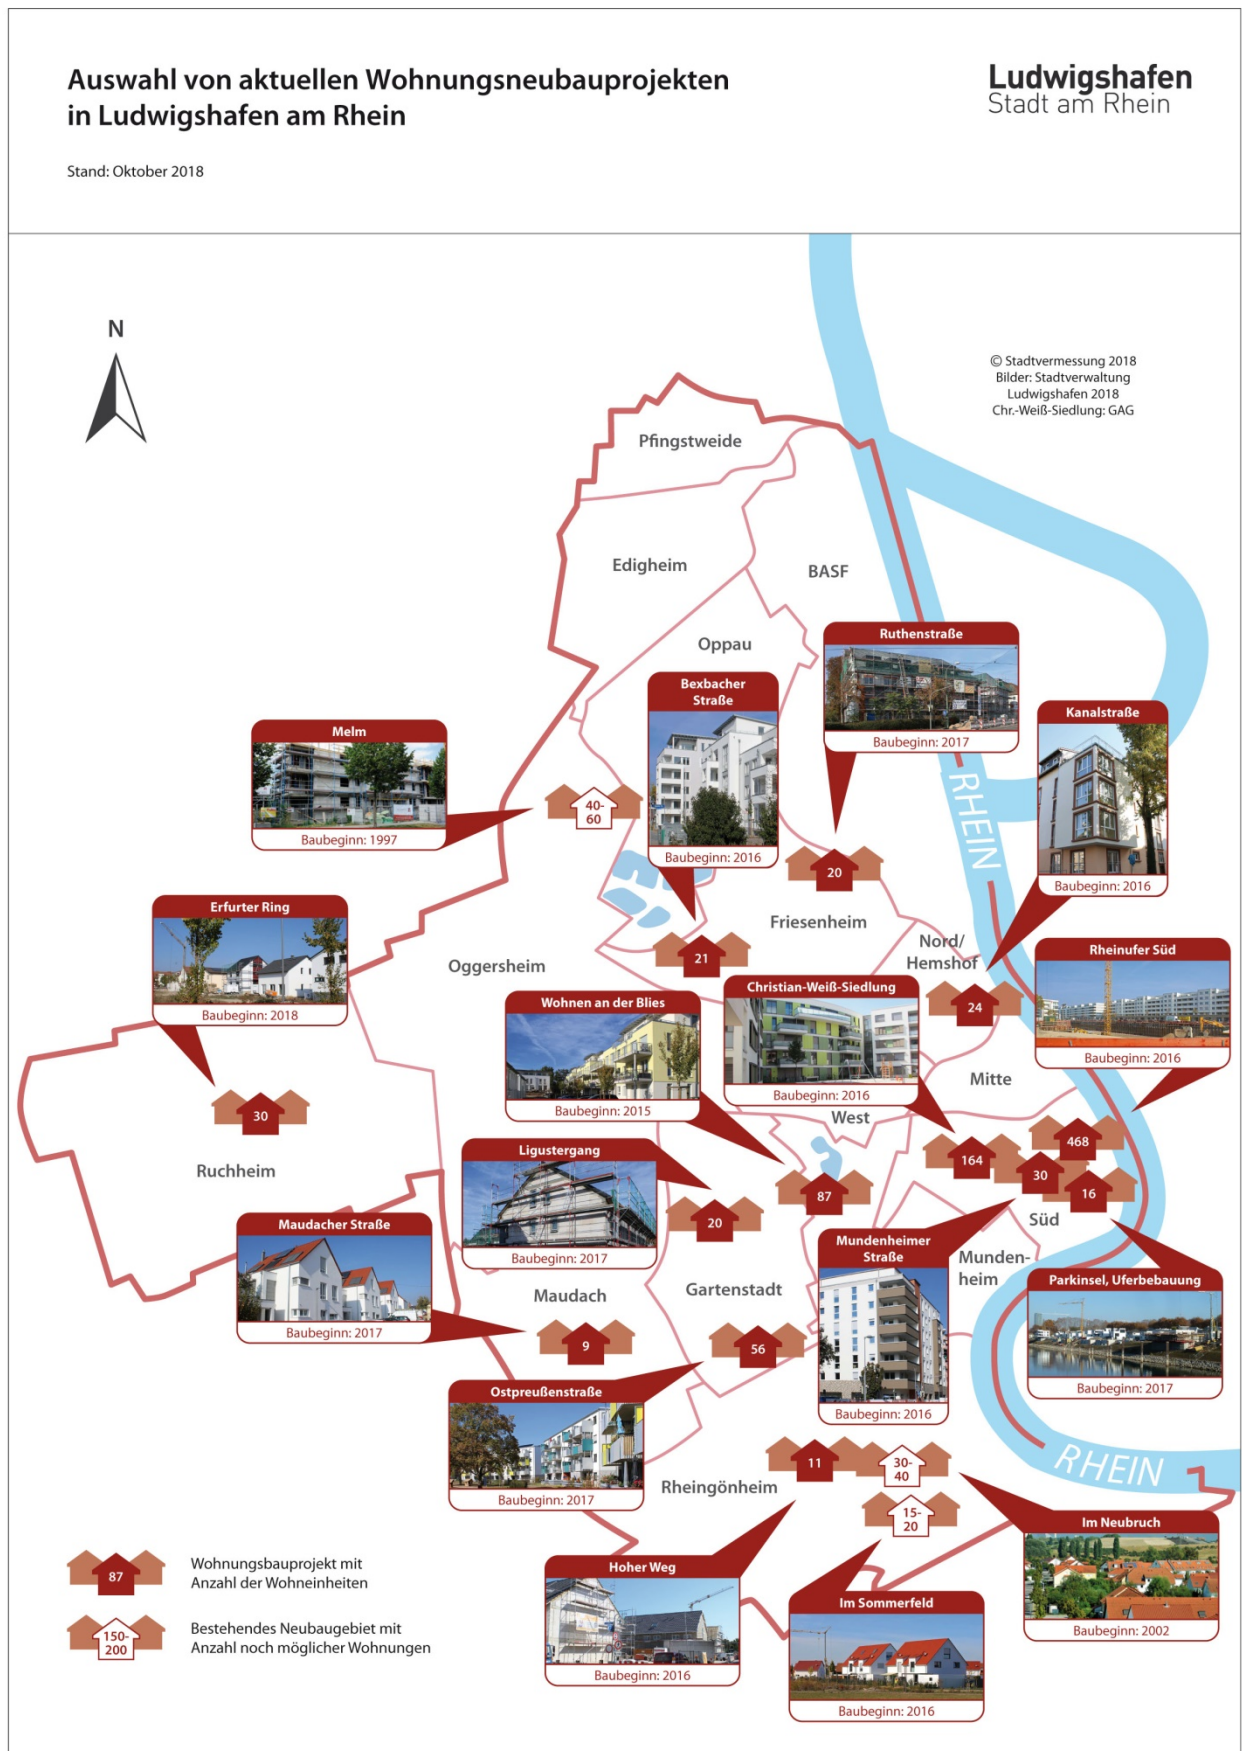 Auswahl von aktuellen Wohnungsneubauprojekten
in Ludwigshafen am Rhein
Stand: Oktober 2018
Ludwigshafen
Stadt am Rhein
N
© Stadtvermessung 2018
Bilder: Stadtverwaltung
Ludwigshafen 2018
Chr.-Weiß-Siedlung: GAG
Pfingstweide
Edigheim
BASF
Oppau
Ruthenstraße
Baubeginn: 2017
20
Bexbacher
Straße
Baubeginn: 2016
21
Kanalstraße
Baubeginn: 2016
24
Melm
Baubeginn: 1997
40-
60
RHEIN
Erfurter Ring
Baubeginn: 2018
30
Oggersheim
Friesenheim
Nord/
Hemshof
Rheinufer Süd
Baubeginn: 2016
468
Wohnen an der Blies
Baubeginn: 2015
87
Christian-Weiß-Siedlung
Baubeginn: 2016
164
Mitte
West
Ruchheim
Ligustergang
Baubeginn: 2017
20
30
16
Süd
Maudacher Straße
Baubeginn: 2017
9
Mundenheimer
Straße
Baubeginn: 2016
Munden-
heim
Parkinsel, Uferbebauung
Baubeginn: 2017
Maudach
Gartenstadt
56
Ostpreußenstraße
Baubeginn: 2017
RHEIN
Rheingönheim
11
30-
40
15-
20
Im Neubruch
Baubeginn: 2002
Hoher Weg
Baubeginn: 2016
Im Sommerfeld
Baubeginn: 2016
87
Wohnungsbauprojekt mit
Anzahl der Wohneinheiten
150-
200
Bestehendes Neubaugebiet mit
Anzahl noch möglicher Wohnungen